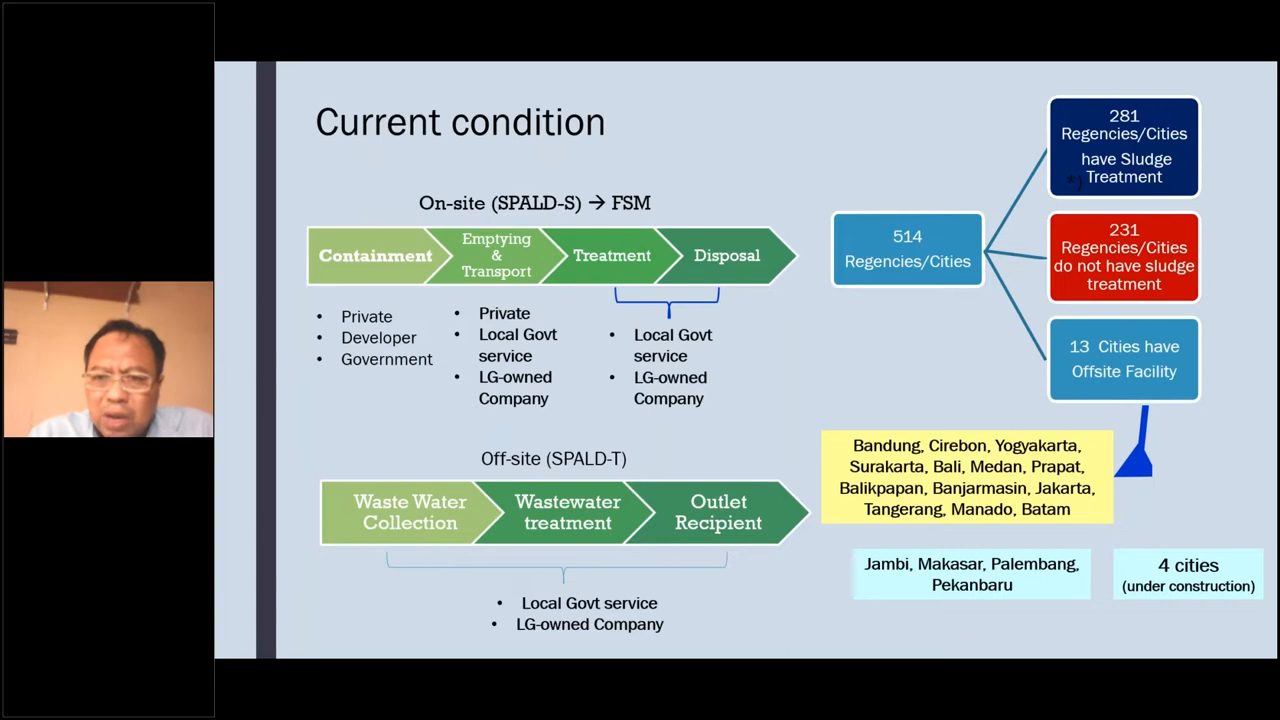 Current condition
On-site (SPALD-S) → FSM
Containment
Emptying
&
Transport
Treatment
Disposal
• Private
• Developer
• Government
• Private
• Local Govt
service
• LG-owned
Company
• Local Govt
service
• LG-owned
Company
Off-site (SPALD-T)
Waste Water
Collection
Wastewater
treatment
Outlet
Recipient
• Local Govt service
• LG-owned Company
514
Regencies/Cities
281
Regencies/Cities
have Sludge
*) Treatment
231
Regencies/Cities
do not have sludge
treatment
13 Cities have
Offsite Facility
Bandung, Cirebon, Yogyakarta,
Surakarta, Bali, Medan, Prapat,
Balikpapan, Banjarmasin, Jakarta,
Tangerang, Manado, Batam
Jambi, Makasar, Palembang,
Pekanbaru
4 cities
(under construction)